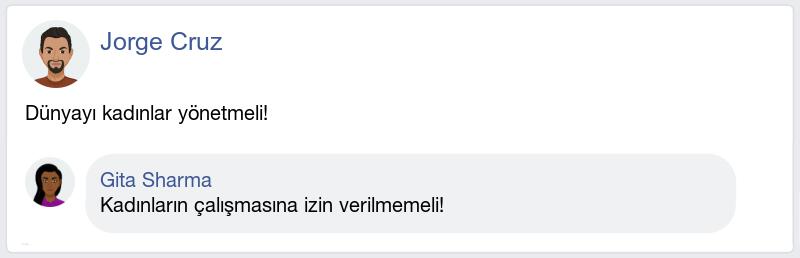 Jorge Cruz
Dünyayı kadınlar yönetmeli!
Gita Sharma
Kadınların çalışmasına izin verilmemeli!